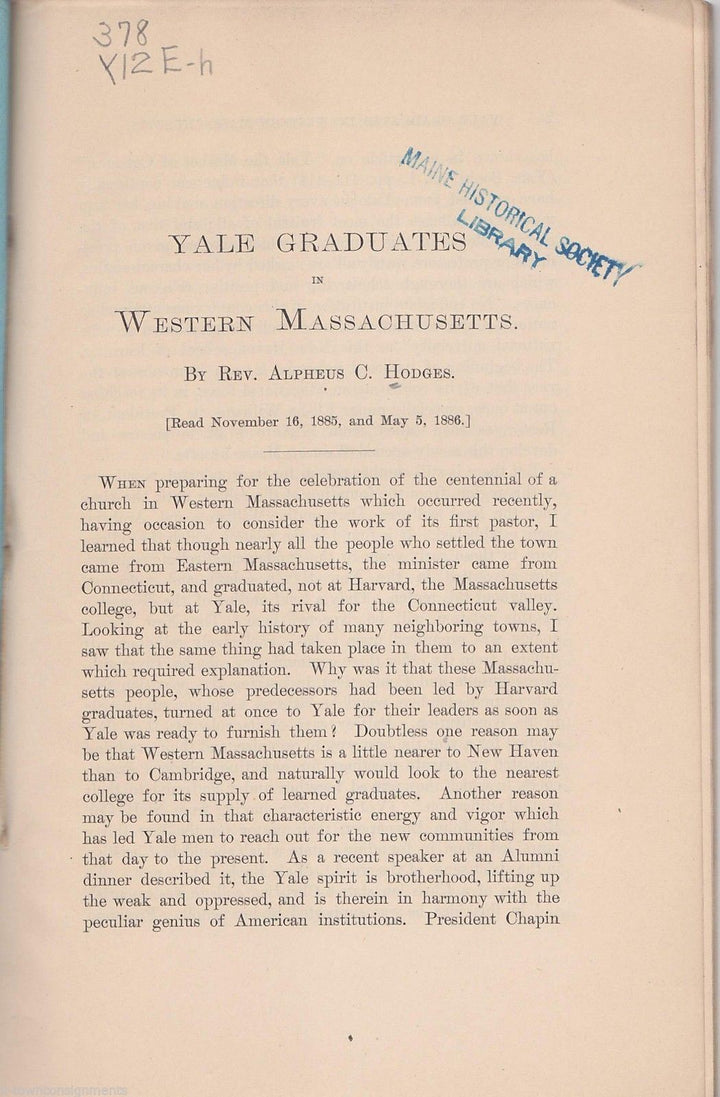 378
Y12E-h
MAINE HISTORICAL SOCIETY
LIBRARY
YALE GRADUATES
IN
WESTERN MASSACHUSETTS.
BY REV. ALPHEUS C. HODGES.
[Read November 16, 1885, and May 5, 1886.]
WHEN preparing for the celebration of the centennial of a
church in Western Massachusetts which occurred recently,
having occasion to consider the work of its first pastor, I
learned that though nearly all the people who settled the town
came from Eastern Massachusetts, the minister came from
Connecticut, and graduated, not at Harvard, the Massachusetts
college, but at Yale, its rival for the Connecticut valley.
Looking at the early history of many neighboring towns, I
saw that the same thing had taken place in them to an extent
which required explanation. Why was it that these Massachu-
setts people, whose predecessors had been led by Harvard
graduates, turned at once to Yale for their leaders as soon as
Yale was ready to furnish them? Doubtless one reason may
be that Western Massachusetts is a little nearer to New Haven
than to Cambridge, and naturally would look to the nearest
college for its supply of learned graduates. Another reason
may be found in that characteristic energy and vigor which
has led Yale men to reach out for the new communities from
that day to the present. As a recent speaker at an Alumni
dinner described it, the Yale spirit is brotherhood, lifting up
the weak and oppressed, and is therein in harmony with the
peculiar genius of American institutions. President Chapin